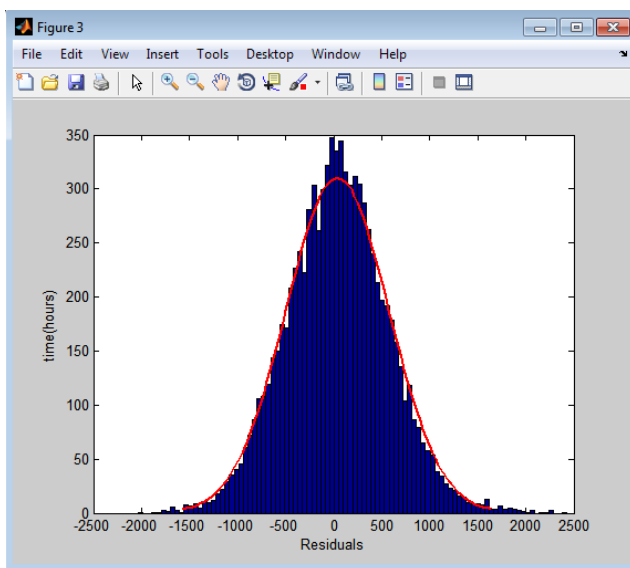 Figure 3
File Edit View Insert Tools Desktop Window Help
350
300
250
200
150
100
50
0
time(hours)
-2500 -2000 -1500 -1000 -500 0 500 1000 1500 2000 2500
Residuals